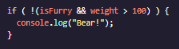 if ( !(isFurry && weight > 100) ) {
  console.log("Bear!");
}